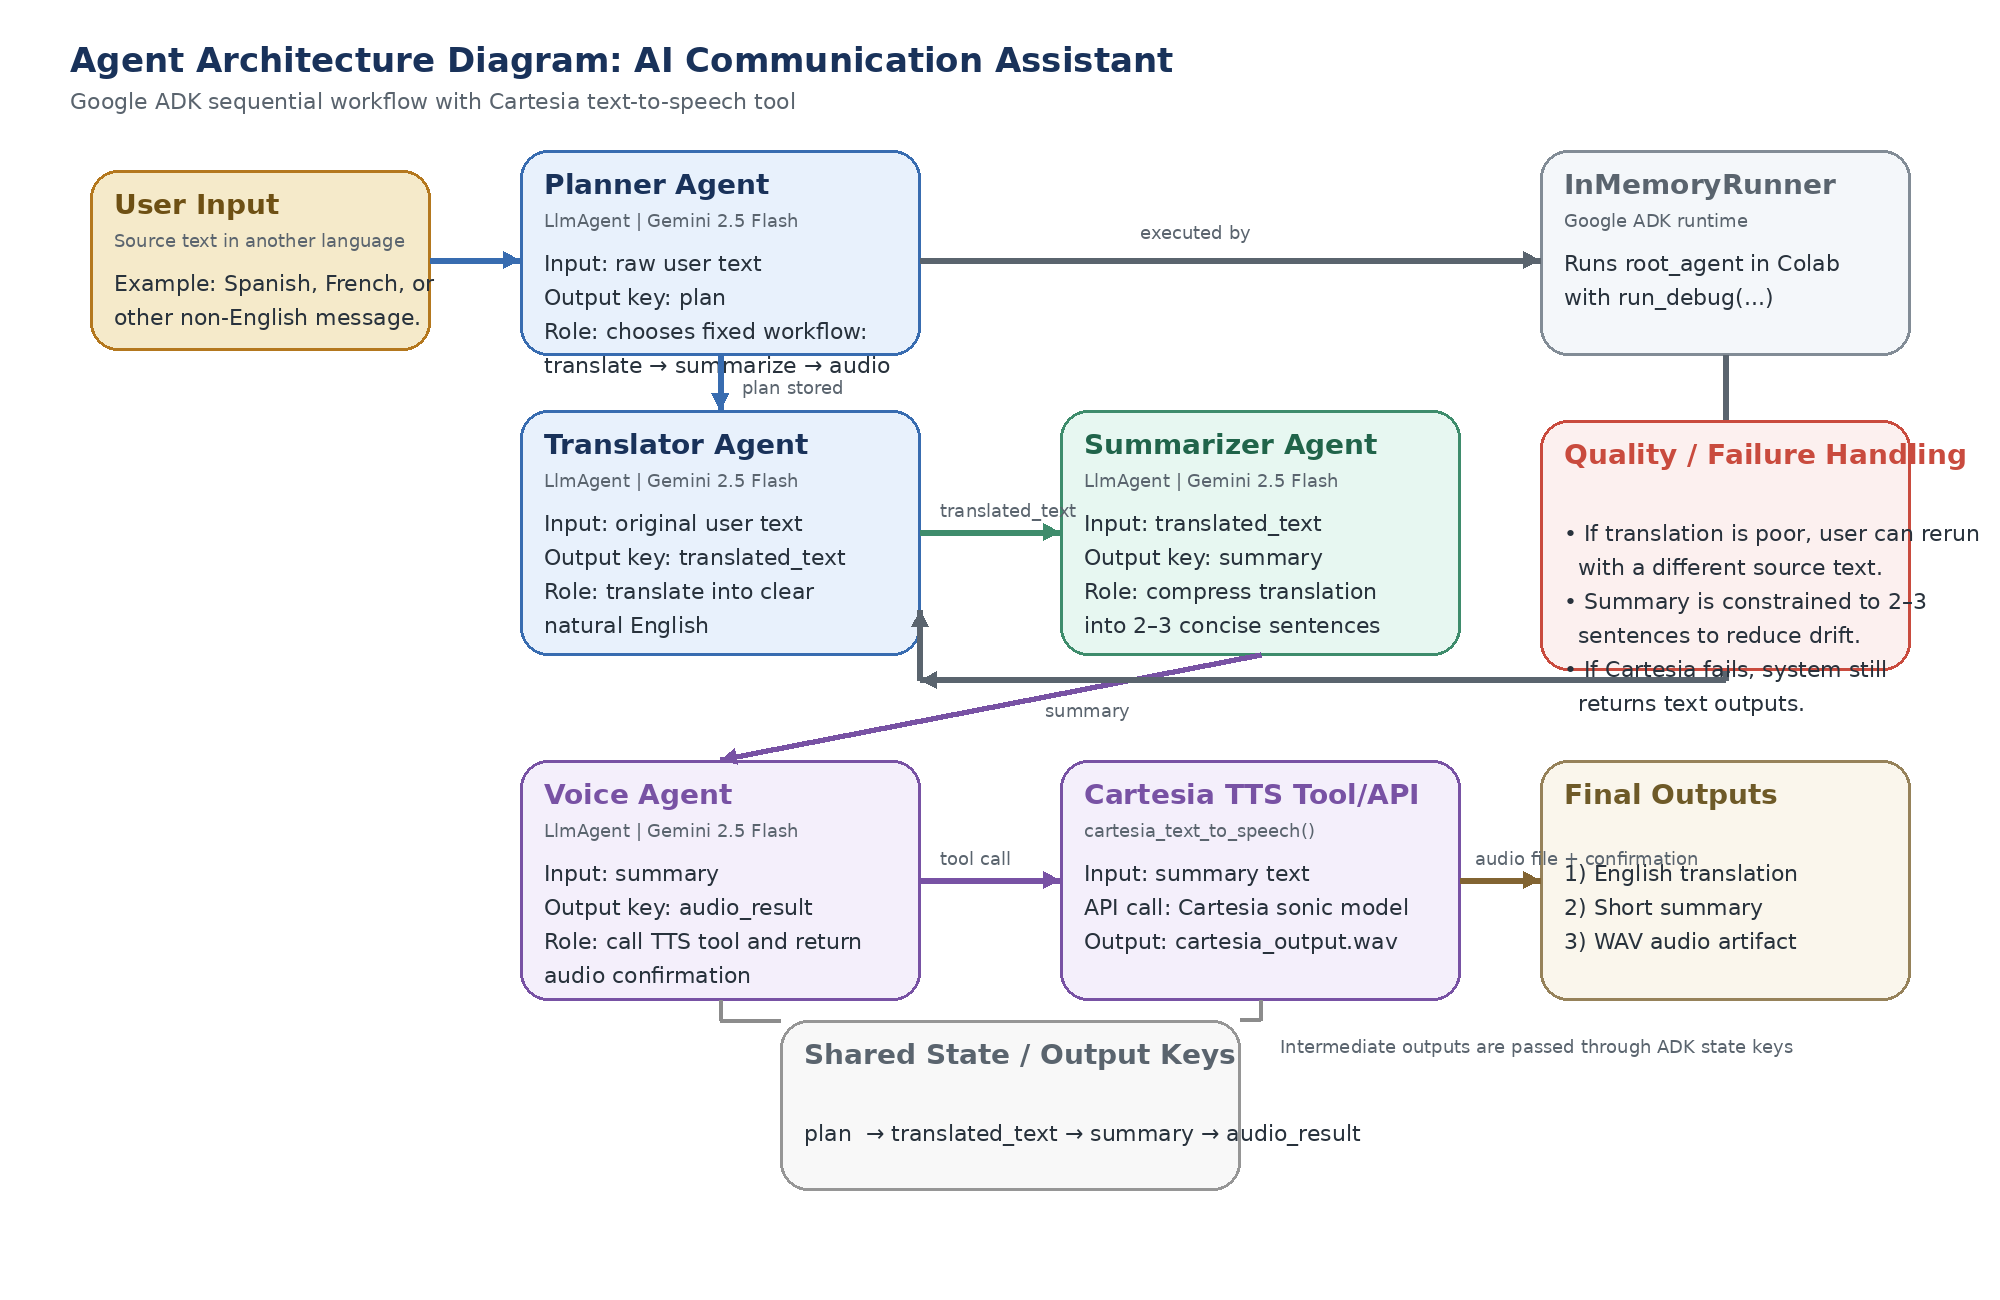 Agent Architecture Diagram: AI Communication Assistant
Google ADK sequential workflow with Cartesia text-to-speech tool
User Input
Source text in another language
Example: Spanish, French, or
other non-English message.
Planner Agent
LlmAgent | Gemini 2.5 Flash
Input: raw user text
Output key: plan
Role: chooses fixed workflow:
translate → summarize → audio
executed by
InMemoryRunner
Google ADK runtime
Runs root_agent in Colab
with run_debug(...)
plan stored
Translator Agent
LlmAgent | Gemini 2.5 Flash
Input: original user text
Output key: translated_text
Role: translate into clear
natural English
translated_text
Summarizer Agent
LlmAgent | Gemini 2.5 Flash
Input: translated_text
Output key: summary
Role: compress translation
into 2–3 concise sentences
Quality / Failure Handling
• If translation is poor, user can rerun
with a different source text.
• Summary is constrained to 2–3
sentences to reduce drift.
• If Cartesia fails, system still
returns text outputs.
summary
Voice Agent
LlmAgent | Gemini 2.5 Flash
Input: summary
Output key: audio_result
Role: call TTS tool and return
audio confirmation
tool call
Cartesia TTS Tool/API
cartesia_text_to_speech()
Input: summary text
API call: Cartesia sonic model
Output: cartesia_output.wav
audio file + confirmation
Final Outputs
1) English translation
2) Short summary
3) WAV audio artifact
Shared State / Output Keys
plan → translated_text → summary → audio_result
Intermediate outputs are passed through ADK state keys